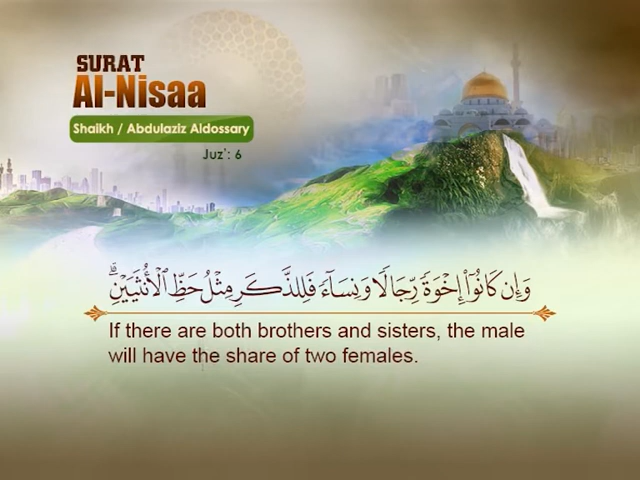 SURAT
Al-Nisaa
Shaikh / Abdulaziz Aldossary
Juz': 6
وَإِن كَانُوٓا۟ إِخْوَةً رِّجَالًا وَنِسَآءً فَلِلذَّكَرِ مِثْلُ حَظِّ ٱلْأُنثَيَيْنِ ۗ
If there are both brothers and sisters, the male
will have the share of two females.